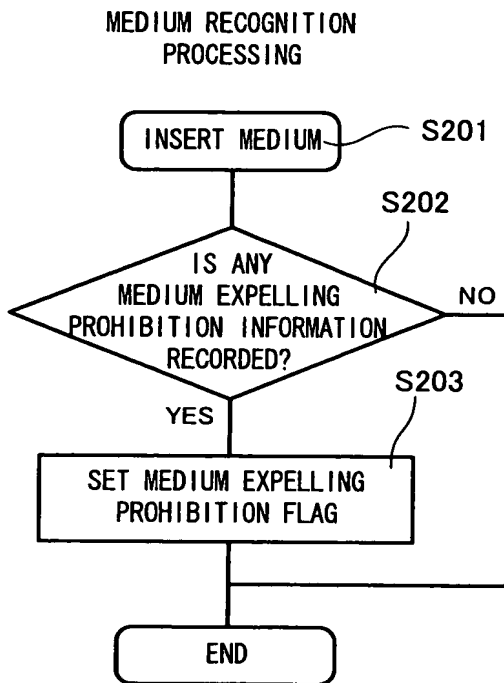 MEDIUM RECOGNITION
PROCESSING
INSERT MEDIUM
S201
S202
IS ANY
MEDIUM EXPELLING
PROHIBITION INFORMATION
RECORDED?
NO
YES
S203
SET MEDIUM EXPELLING
PROHIBITION FLAG
END